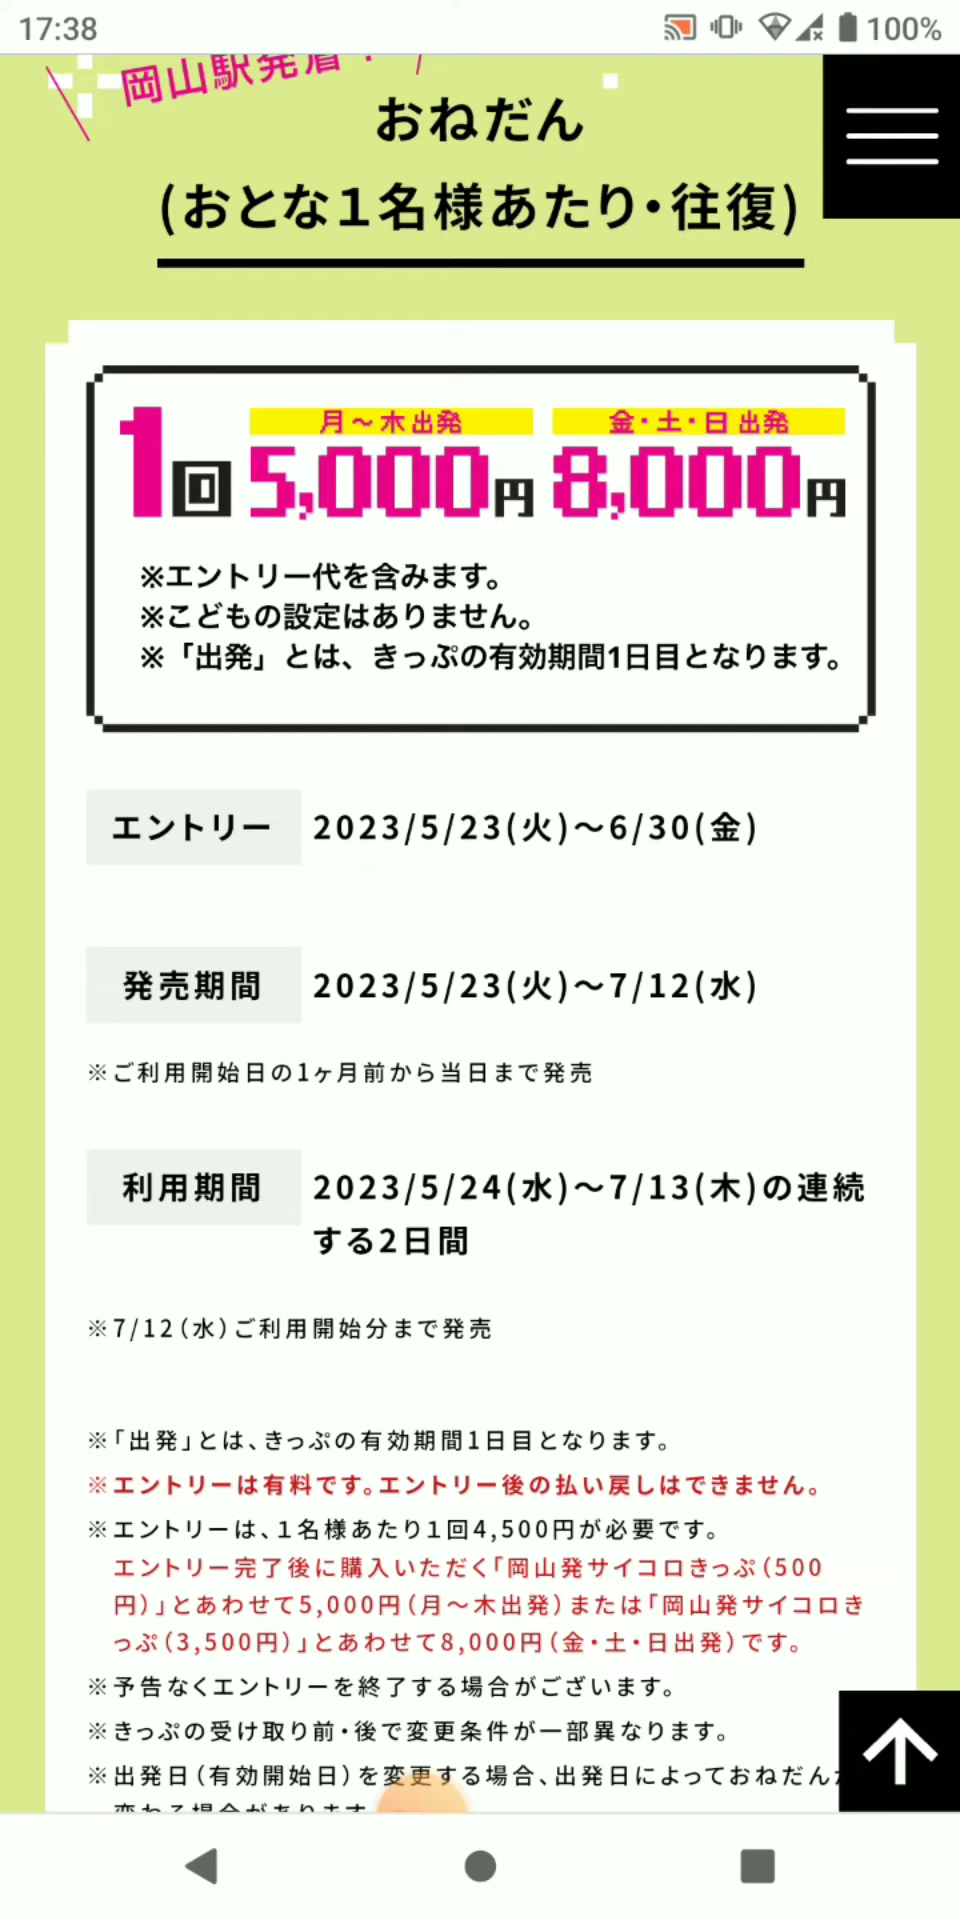 17:38
100%
岡山駅発着!
おねだん
(おとな1名様あたり・往復)
月〜木 出発
金・土・日 出発
1回 5,000円 8,000円
※エントリー代を含みます。
※こどもの設定はありません。
※「出発」とは、きっぷの有効期間1日目となります。
エントリー 2023/5/23(火)〜6/30(金)
発売期間 2023/5/23(火)〜7/12(水)
※ご利用開始日の1ヶ月前から当日まで発売
利用期間 2023/5/24(水)〜7/13(木)の連続
する2日間
※7/12(水)ご利用開始分まで発売
※「出発」とは、きっぷの有効期間1日目となります。
※エントリーは有料です。エントリー後の払い戻しはできません。
※エントリーは、1名様あたり1回4,500円が必要です。
エントリー完了後に購入いただく「岡山発サイコロきっぷ(500
円)」とあわせて5,000円(月〜木出発)または「岡山発サイコロき
っぷ(3,500円)」とあわせて8,000円(金・土・日出発)です。
※予告なくエントリーを終了する場合がございます。
※きっぷの受け取り前・後で変更条件が一部異なります。
※出発日(有効開始日)を変更する場合、出発日によっておねだんが
変わる場合があります